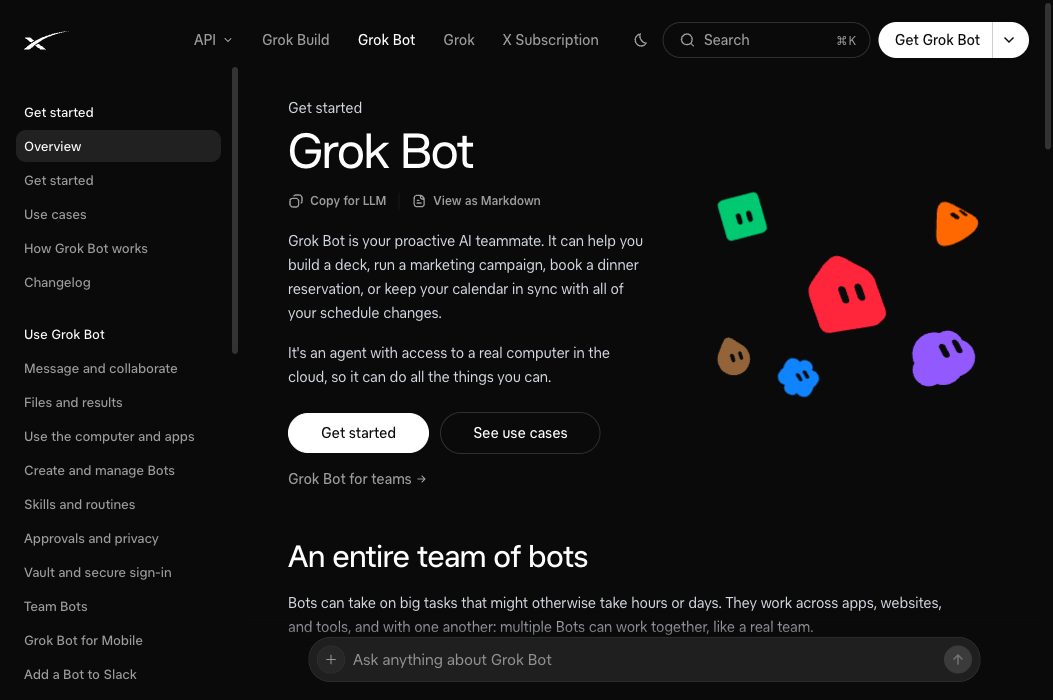 API
Grok Build
Grok Bot
Grok
X Subscription
Search
⌘K
Get Grok Bot
Get started
Overview
Get started
Use cases
How Grok Bot works
Changelog
Use Grok Bot
Message and collaborate
Files and results
Use the computer and apps
Create and manage Bots
Skills and routines
Approvals and privacy
Vault and secure sign-in
Team Bots
Grok Bot for Mobile
Add a Bot to Slack
Get started
Grok Bot
Copy for LLM
View as Markdown
Grok Bot is your proactive AI teammate. It can help you
build a deck, run a marketing campaign, book a dinner
reservation, or keep your calendar in sync with all of
your schedule changes.
It's an agent with access to a real computer in the
cloud, so it can do all the things you can.
Get started
See use cases
Grok Bot for teams →
An entire team of bots
Bots can take on big tasks that might otherwise take hours or days. They work across apps, websites,
and tools, and with one another: multiple Bots can work together, like a real team.
Ask anything about Grok Bot